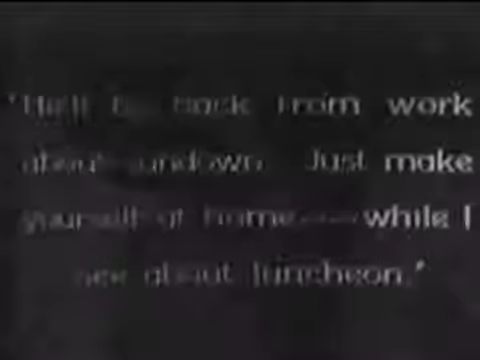 "He'll be back from work
about sundown. Just make
yourself at home——while I
see about luncheon."